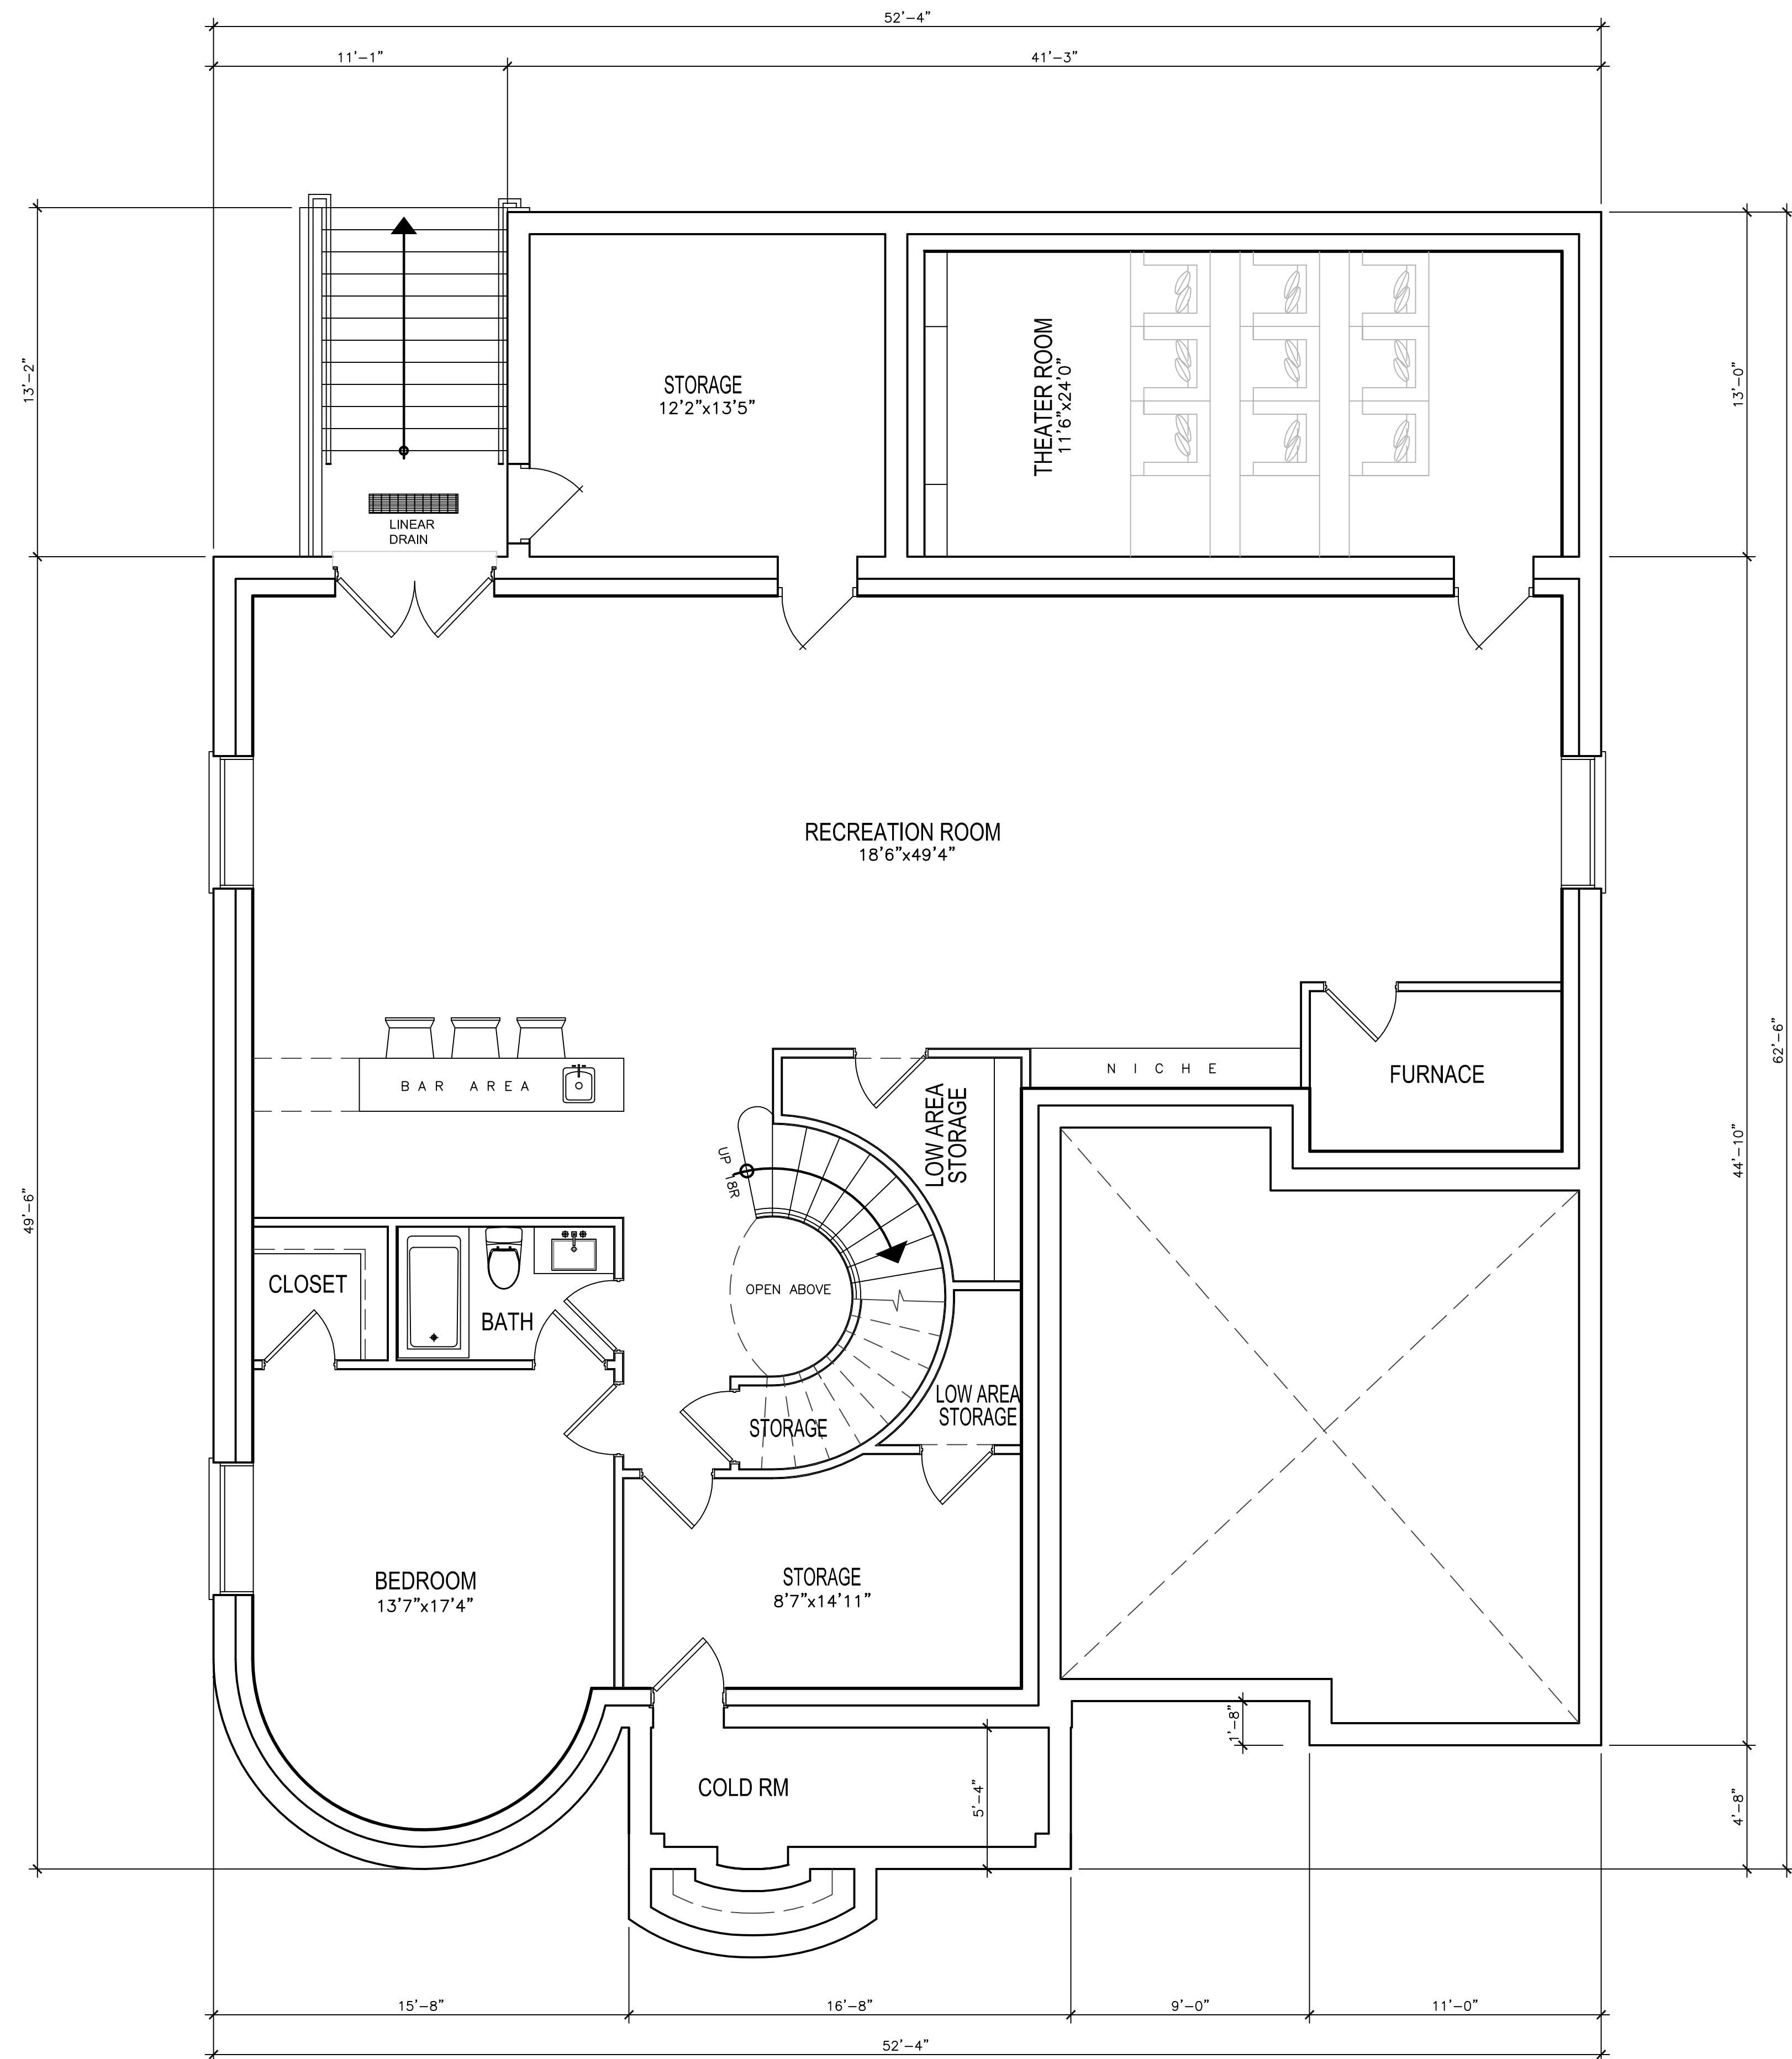 52'-4"
11'-1"
41'-3"
13'-2"
13'-0"
STORAGE
12'2"x13'5"
THEATER ROOM
11'6"x24'0"
LINEAR
DRAIN
RECREATION ROOM
18'6"x49'4"
BAR AREA
NICHE
FURNACE
LOW AREA
STORAGE
UP 18R
62'-6"
44'-10"
49'-6"
CLOSET
BATH
OPEN ABOVE
LOW AREA
STORAGE
STORAGE
BEDROOM
13'7"x17'4"
STORAGE
8'7"x14'11"
1'-8"
COLD RM
5'-4"
4'-8"
15'-8"
16'-8"
9'-0"
11'-0"
52'-4"